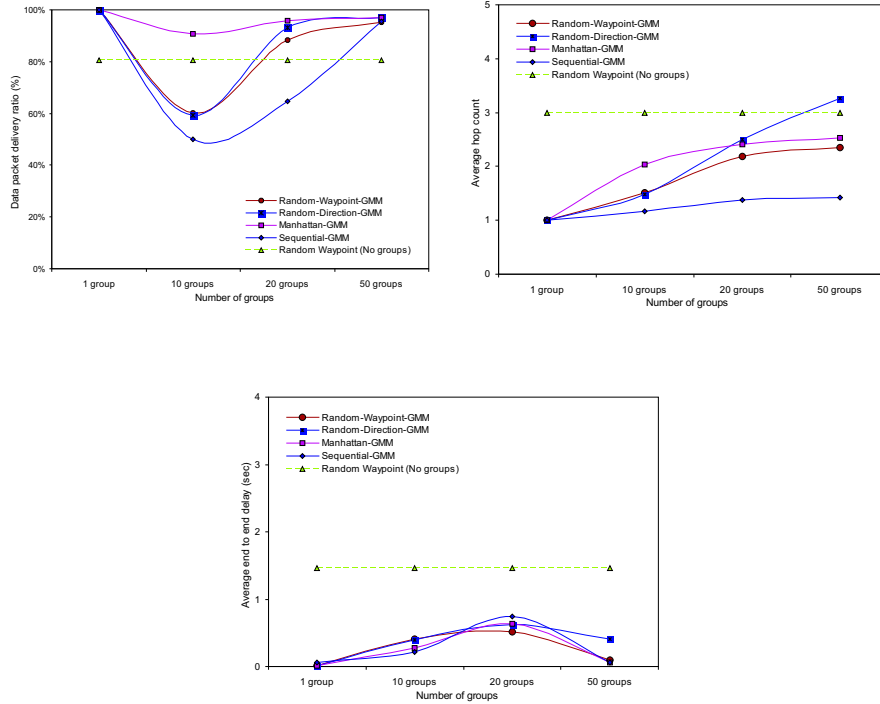 100%
80%
60%
40%
20%
0%
Data packet delivery ratio (%)
Random-Waypoint-GMM
Random-Direction-GMM
Manhattan-GMM
Sequential-GMM
Random Waypoint (No groups)
1 group 10 groups 20 groups 50 groups
Number of groups
5
4
3
2
1
0
Average hop count
Random-Waypoint-GMM
Random-Direction-GMM
Manhattan-GMM
Sequential-GMM
Random Waypoint (No groups)
1 group 10 groups 20 groups 50 groups
Number of groups
4
3
2
1
0
Average end to end delay (sec)
Random-Waypoint-GMM
Random-Direction-GMM
Manhattan-GMM
Sequential-GMM
Random Waypoint (No groups)
1 group 10 groups 20 groups 50 groups
Number of groups